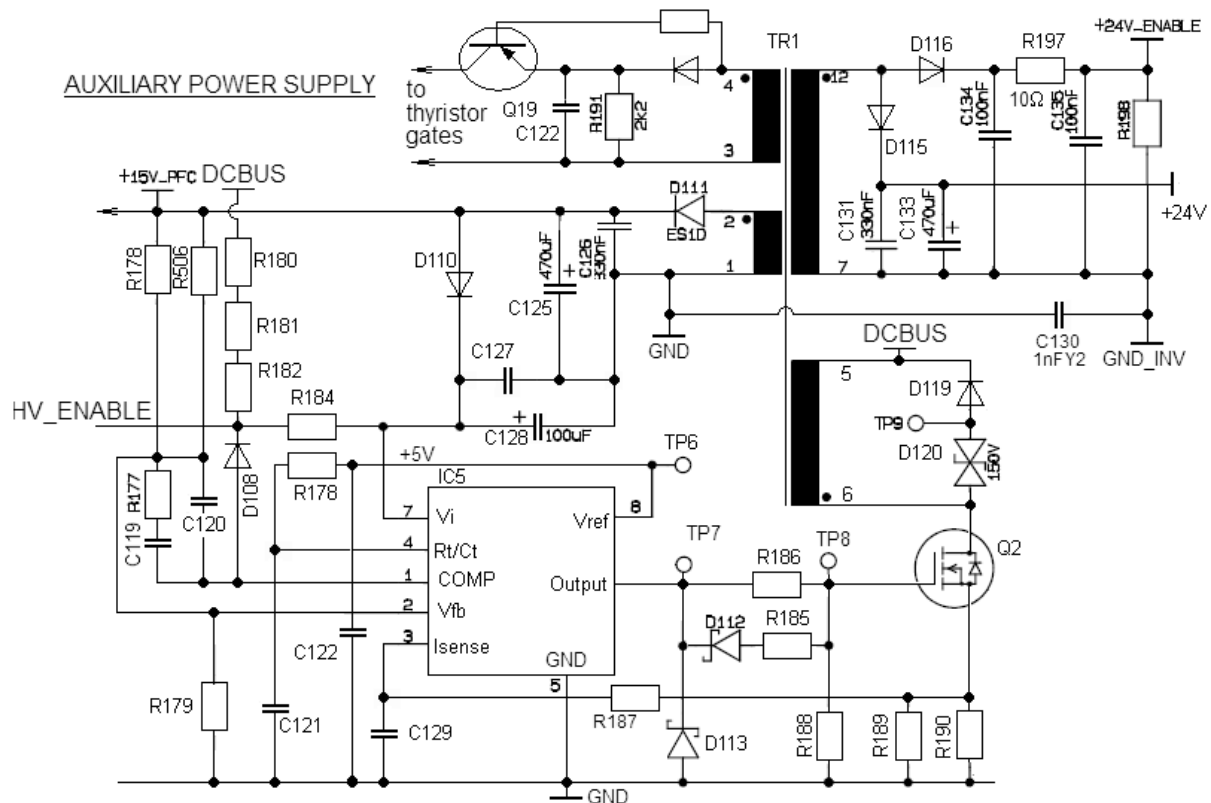 AUXILIARY POWER SUPPLY
to
thyristor
gates
Q19
C122
R191
2k2
4
3
TR1
12
7
D116
R197
10Ω
+24V_ENABLE
C134
100nF
C135
100nF
R198
D115
C131
330nF
C133
470uF
+
+24V
+15V_PFC
DCBUS
R178
R506
R180
R181
R182
D110
470uF
+
C125
C126
330nF
D111
ES1D
2
1
GND
C130
1nFY2
GND_INV
C127
HV_ENABLE
R184
+
C128
100uF
DCBUS
5
6
D119
TP9
D120
150V
R177
C119
C120
D108
R178
+5V
TP6
IC5
7
Vi
4
Rt/Ct
1
COMP
2
Vfb
3
Isense
Vref
8
Output
GND
5
TP7
R186
TP8
Q2
D112
R185
R179
C121
C122
C129
R187
D113
R188
R189
R190
GND